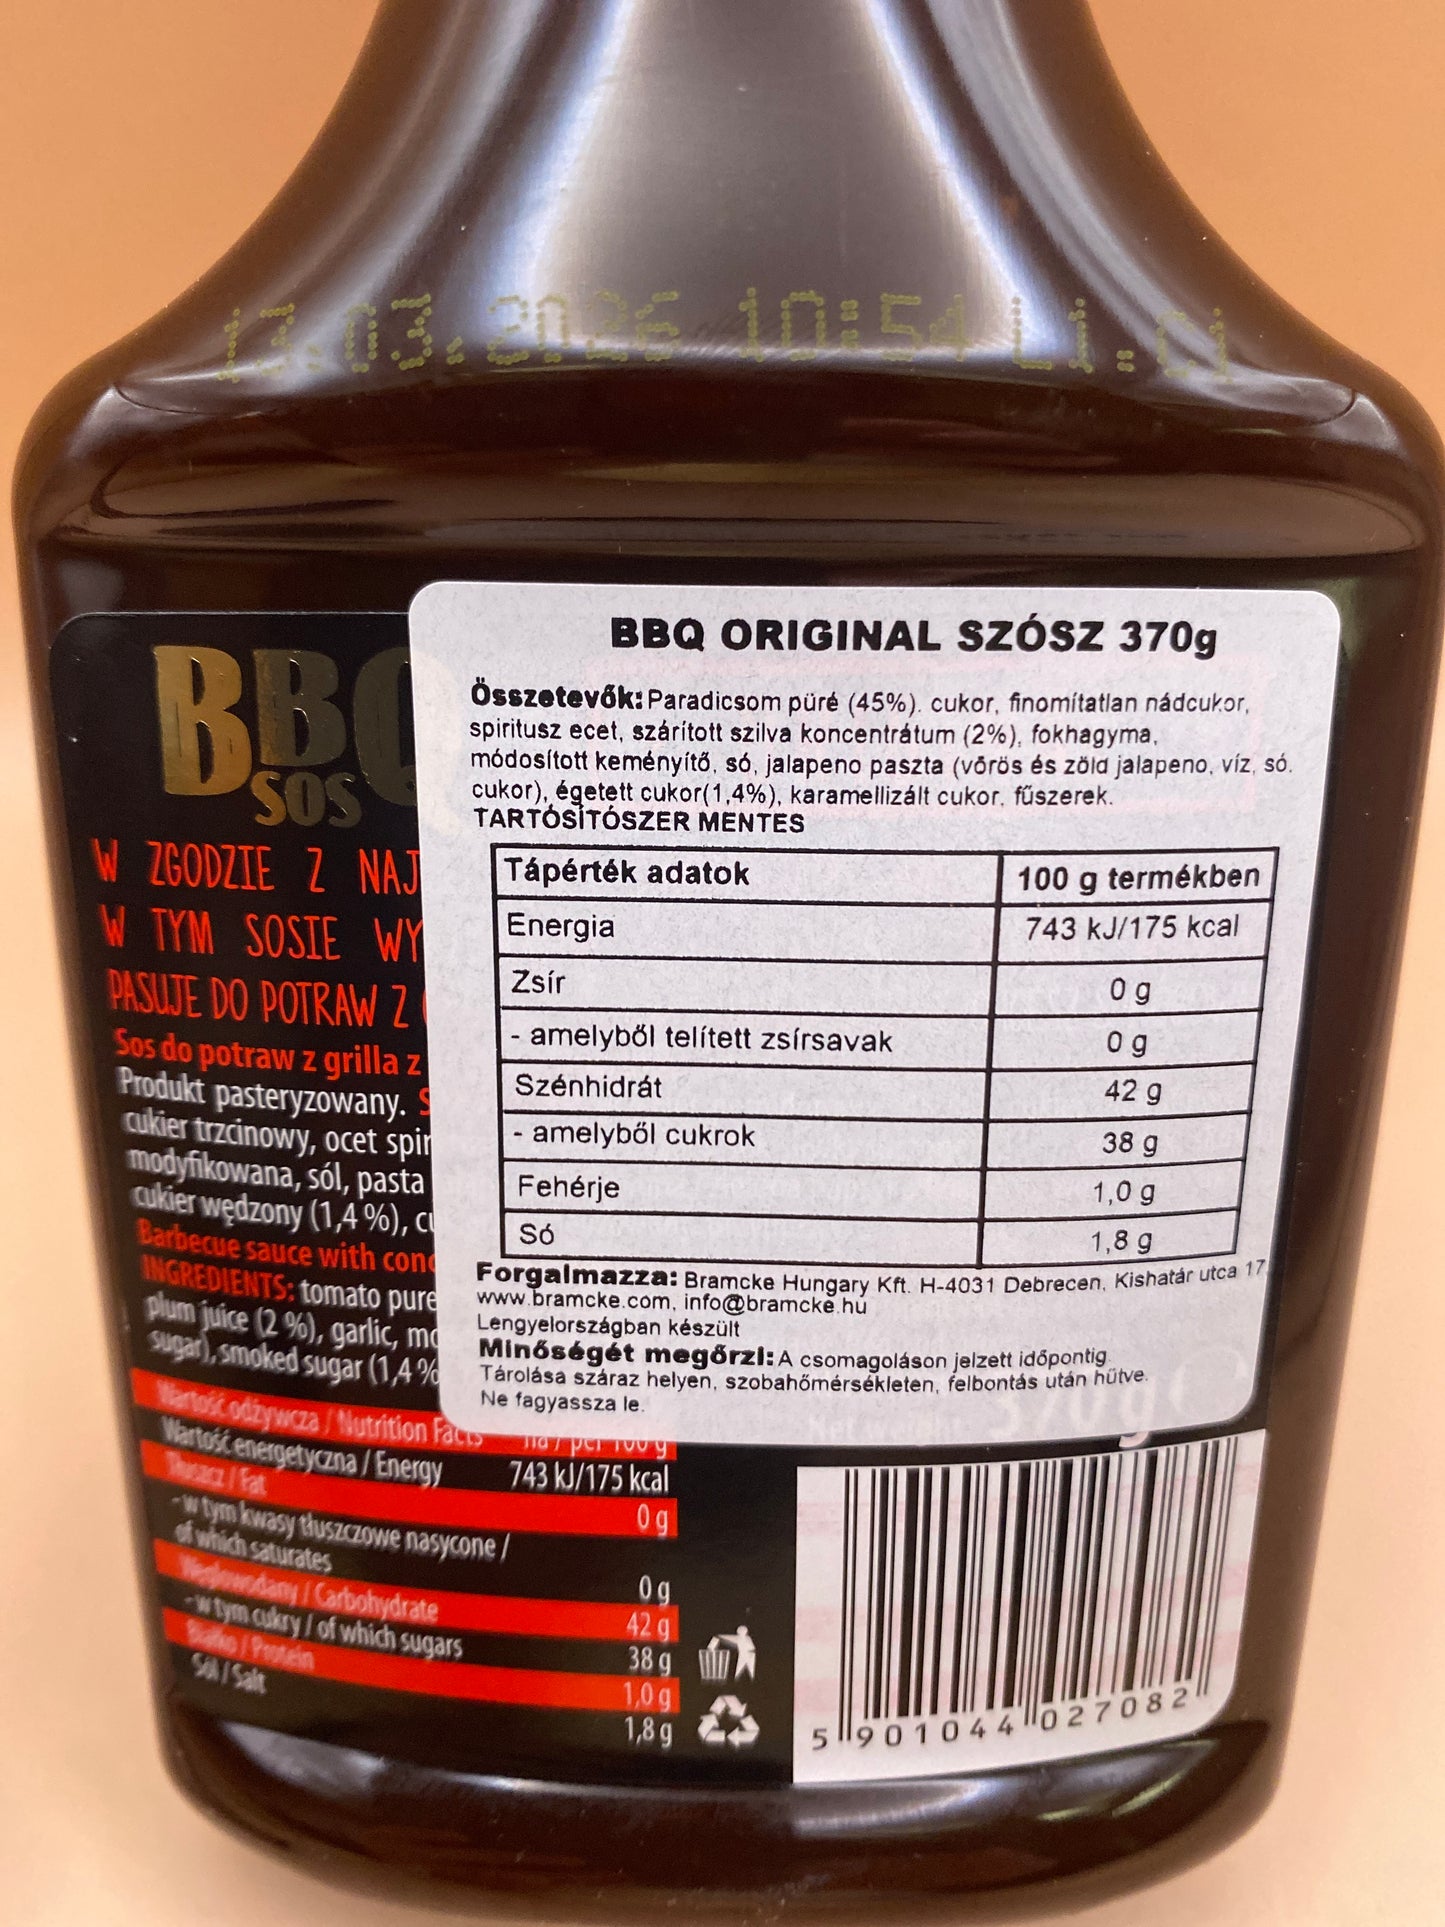 .03.2026 10:54
BBQ ORIGINAL SZÓSZ 370g
Összetevők: Paradicsom püré (45%). cukor, finomítatlan nádcukor,
spiritusz ecet, szárított szilva koncentrátum (2%), fokhagyma,
módosított keményítő, só, jalapeno paszta (vörös és zöld jalapeno, víz, só.
cukor), égetett cukor(1,4%), karamellizált cukor. fűszerek.
TARTÓSÍTÓSZER MENTES
Tápérték adatok 100 g termékben
Energia 743 kJ/175 kcal
Zsír 0 g
- amelyből telített zsírsavak 0 g
Szénhidrát 42 g
- amelyből cukrok 38 g
Fehérje 1,0 g
Só 1,8 g
Forgalmazza: Bramcke Hungary Kft. H-4031 Debrecen, Kishatár utca 17
www.bramcke.com, info@bramcke.hu
Lengyelországban készült
Minőségét megőrzi: A csomagoláson jelzett időpontig.
Tárolása száraz helyen, szobahőmérsékleten, felbontás után hűtve.
Ne fagyassza le.
BBQ
SOS
W ZGODZIE Z NAJ
W TYM SOSIE WY
PASUJE DO POTRAW Z
Sos do potraw z grilla z
Produkt pasteryzowany. S
cukier trzcinowy, ocet spir
modyfikowana, sól, pasta
cukier wędzony (1,4 %),
Barbecue sauce with conc
INGREDIENTS: tomato pure
plum juice (2 %), garlic, mo
sugar), smoked sugar (1,4 %
Wartość odżywcza / Nutrition Facts na / per 100 g
Wartość energetyczna / Energy 743 kJ/175 kcal
Tłuszcz / Fat 0 g
- w tym kwasy tłuszczowe nasycone /
of which saturates 0 g
Węglowodany / Carbohydrate 42 g
- w tym cukry / of which sugars 38 g
Białko / Protein 1,0 g
Sól / Salt 1,8 g
5 901044 027082